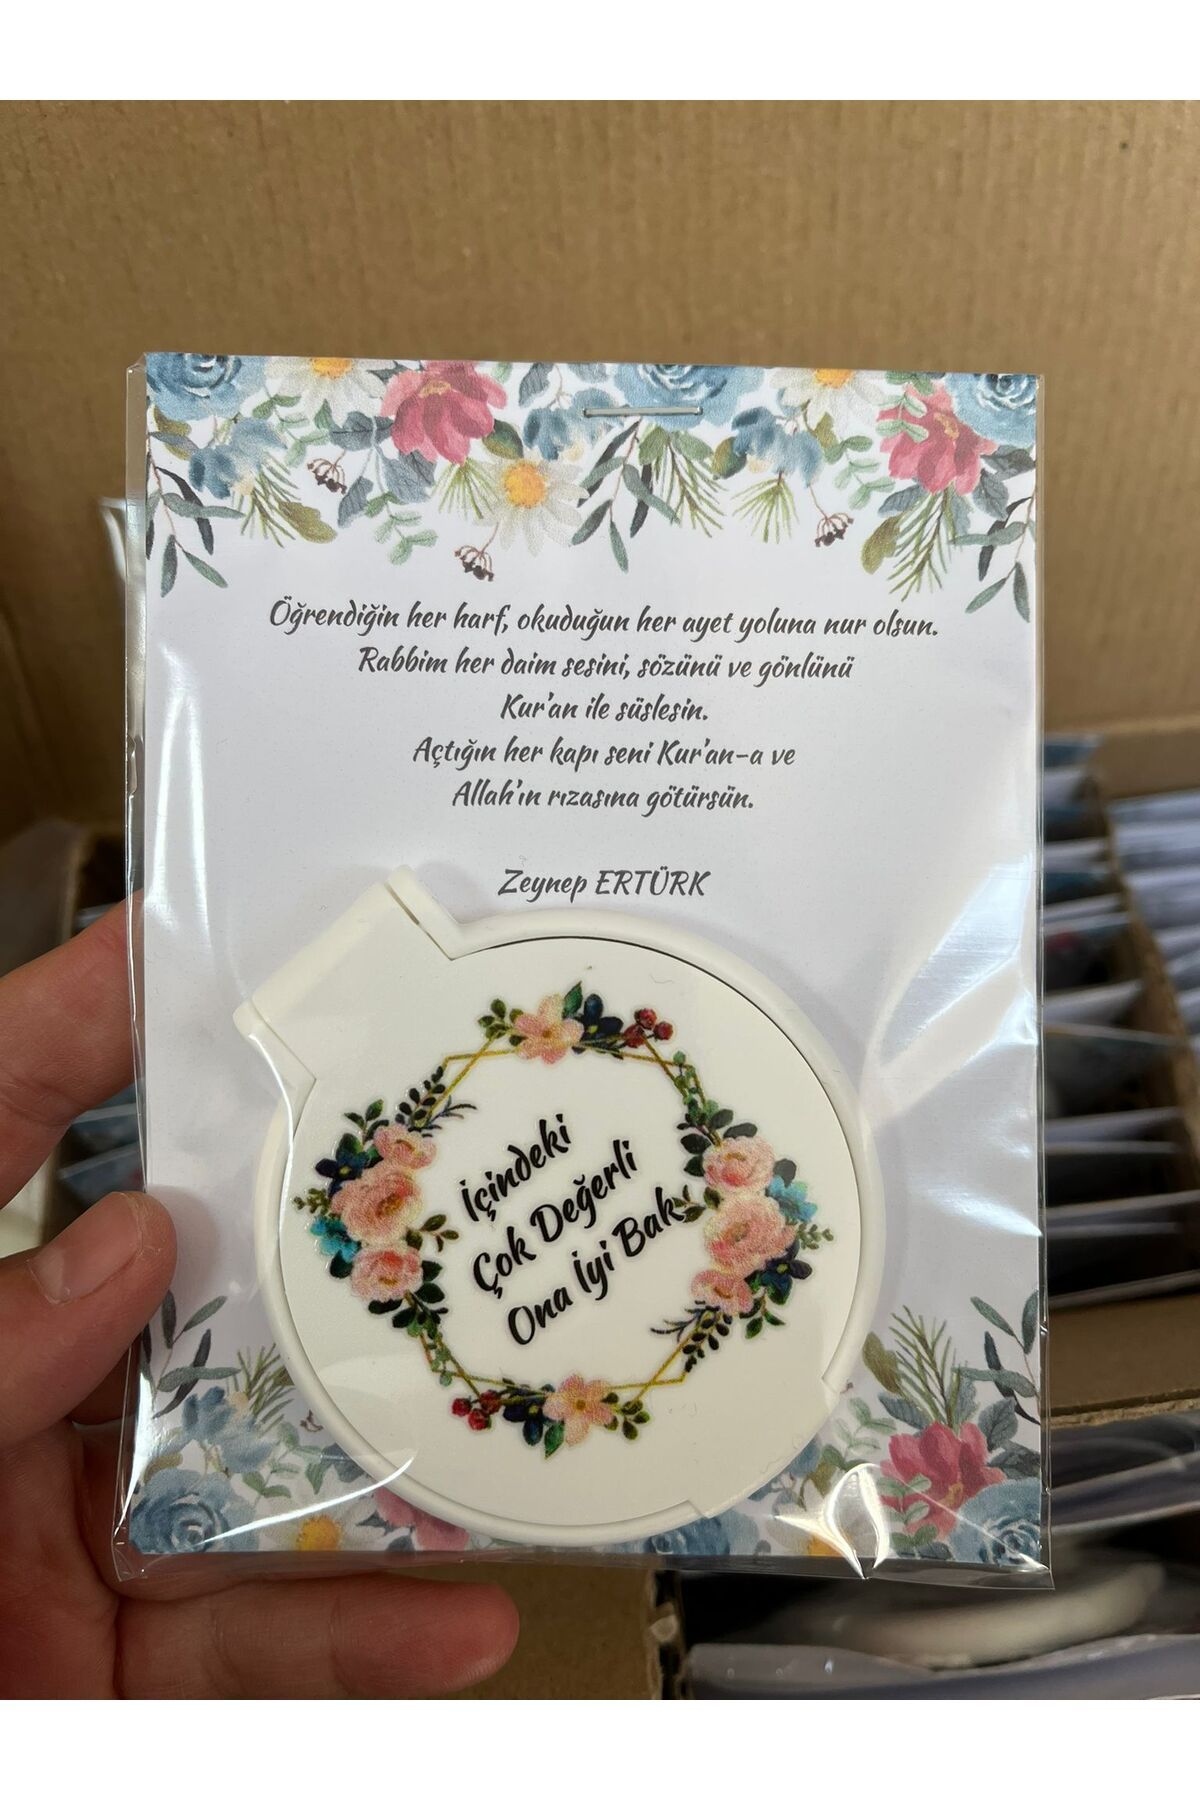 Öğrendiğin her harf, okuduğun her ayet yoluna nur olsun.
Rabbim her daim sesini, sözünü ve gönlünü
Kur'an ile süslesin.
Açtığın her kapı seni Kur'an-a ve
Allah'ın rızasına götürsün.
Zeynep ERTÜRK
İçindeki
Çok Değerli
Ona İyi Bak